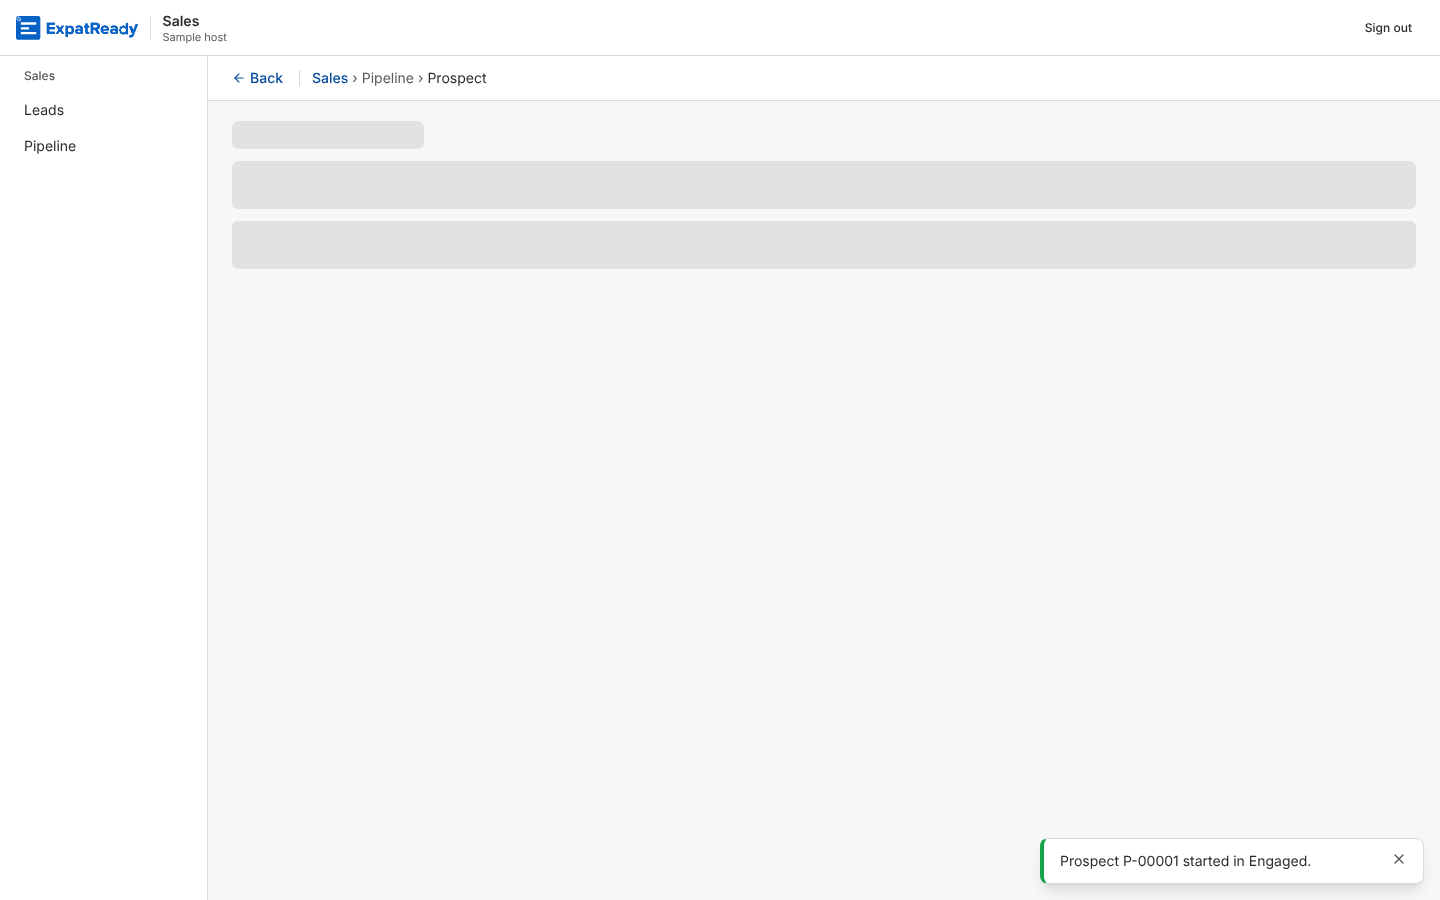 ExpatReady
Sales
Sample host
Sign out
Sales
Leads
Pipeline
← Back
Sales › Pipeline › Prospect
Prospect P-00001 started in Engaged.